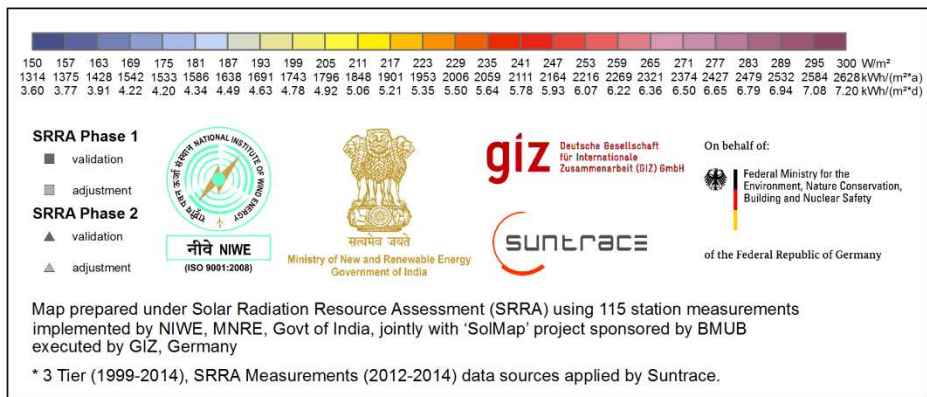 150 157 163 169 175 181 187 193 199 205 211 217 223 229 235 241 247 253 259 265 271 277 283 289 295 300 W/m²
1314 1375 1428 1542 1533 1586 1638 1691 1743 1796 1848 1901 1953 2006 2059 2111 2164 2216 2269 2321 2374 2427 2479 2532 2584 2628 kWh/(m²*a)
3.60 3.77 3.91 4.22 4.20 4.34 4.49 4.63 4.78 4.92 5.06 5.21 5.35 5.50 5.64 5.78 5.93 6.07 6.22 6.36 6.50 6.65 6.79 6.94 7.08 7.20 kWh/(m²*d)
SRRA Phase 1
validation
adjustment
SRRA Phase 2
validation
adjustment
राष्ट्रीय पवन ऊर्जा संस्थान NATIONAL INSTITUTE OF WIND ENERGY
नीवे NIWE
(ISO 9001:2008)
सत्यमेव जयते
Ministry of New and Renewable Energy
Government of India
giz
Deutsche Gesellschaft
für Internationale
Zusammenarbeit (GIZ) GmbH
suntrace
On behalf of:
Federal Ministry for the
Environment, Nature Conservation,
Building and Nuclear Safety
of the Federal Republic of Germany
Map prepared under Solar Radiation Resource Assessment (SRRA) using 115 station measurements
implemented by NIWE, MNRE, Govt of India, jointly with ‘SolMap’ project sponsored by BMUB
executed by GIZ, Germany
* 3 Tier (1999-2014), SRRA Measurements (2012-2014) data sources applied by Suntrace.